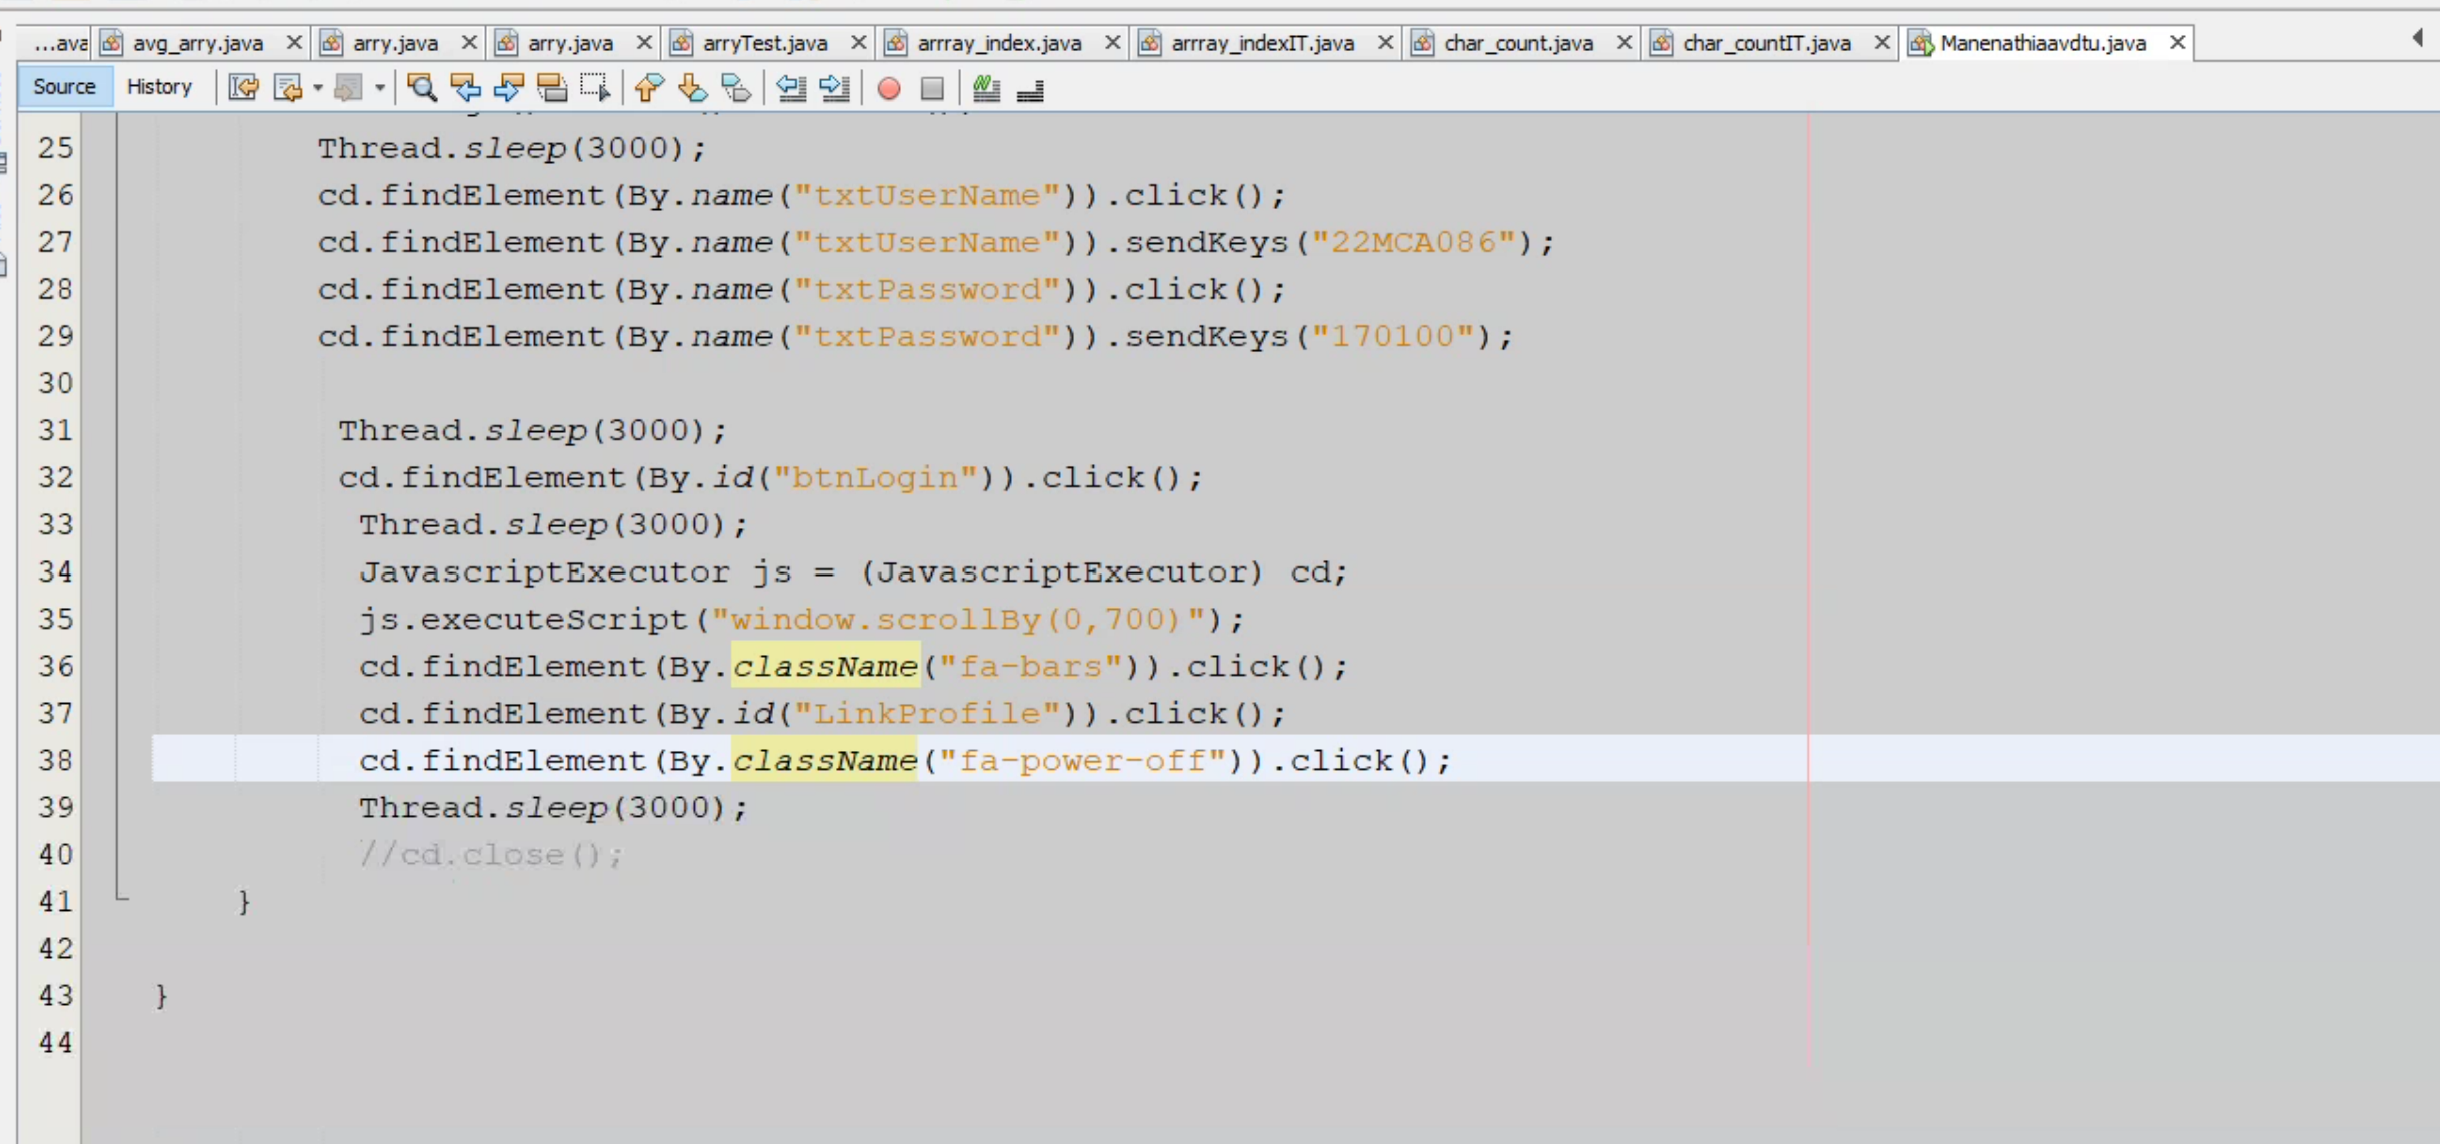 ...ava avg_arry.java arry.java arry.java arryTest.java arrray_index.java arrray_indexIT.java char_count.java char_countIT.java Manenathiaavdtu.java
Source History
25 Thread.sleep(3000);
26 cd.findElement(By.name("txtUserName")).click();
27 cd.findElement(By.name("txtUserName")).sendKeys("22MCA086");
28 cd.findElement(By.name("txtPassword")).click();
29 cd.findElement(By.name("txtPassword")).sendKeys("170100");
30
31 Thread.sleep(3000);
32 cd.findElement(By.id("btnLogin")).click();
33 Thread.sleep(3000);
34 JavascriptExecutor js = (JavascriptExecutor) cd;
35 js.executeScript("window.scrollBy(0,700)");
36 cd.findElement(By.className("fa-bars")).click();
37 cd.findElement(By.id("LinkProfile")).click();
38 cd.findElement(By.className("fa-power-off")).click();
39 Thread.sleep(3000);
40 //cd.close();
41 }
42
43 }
44